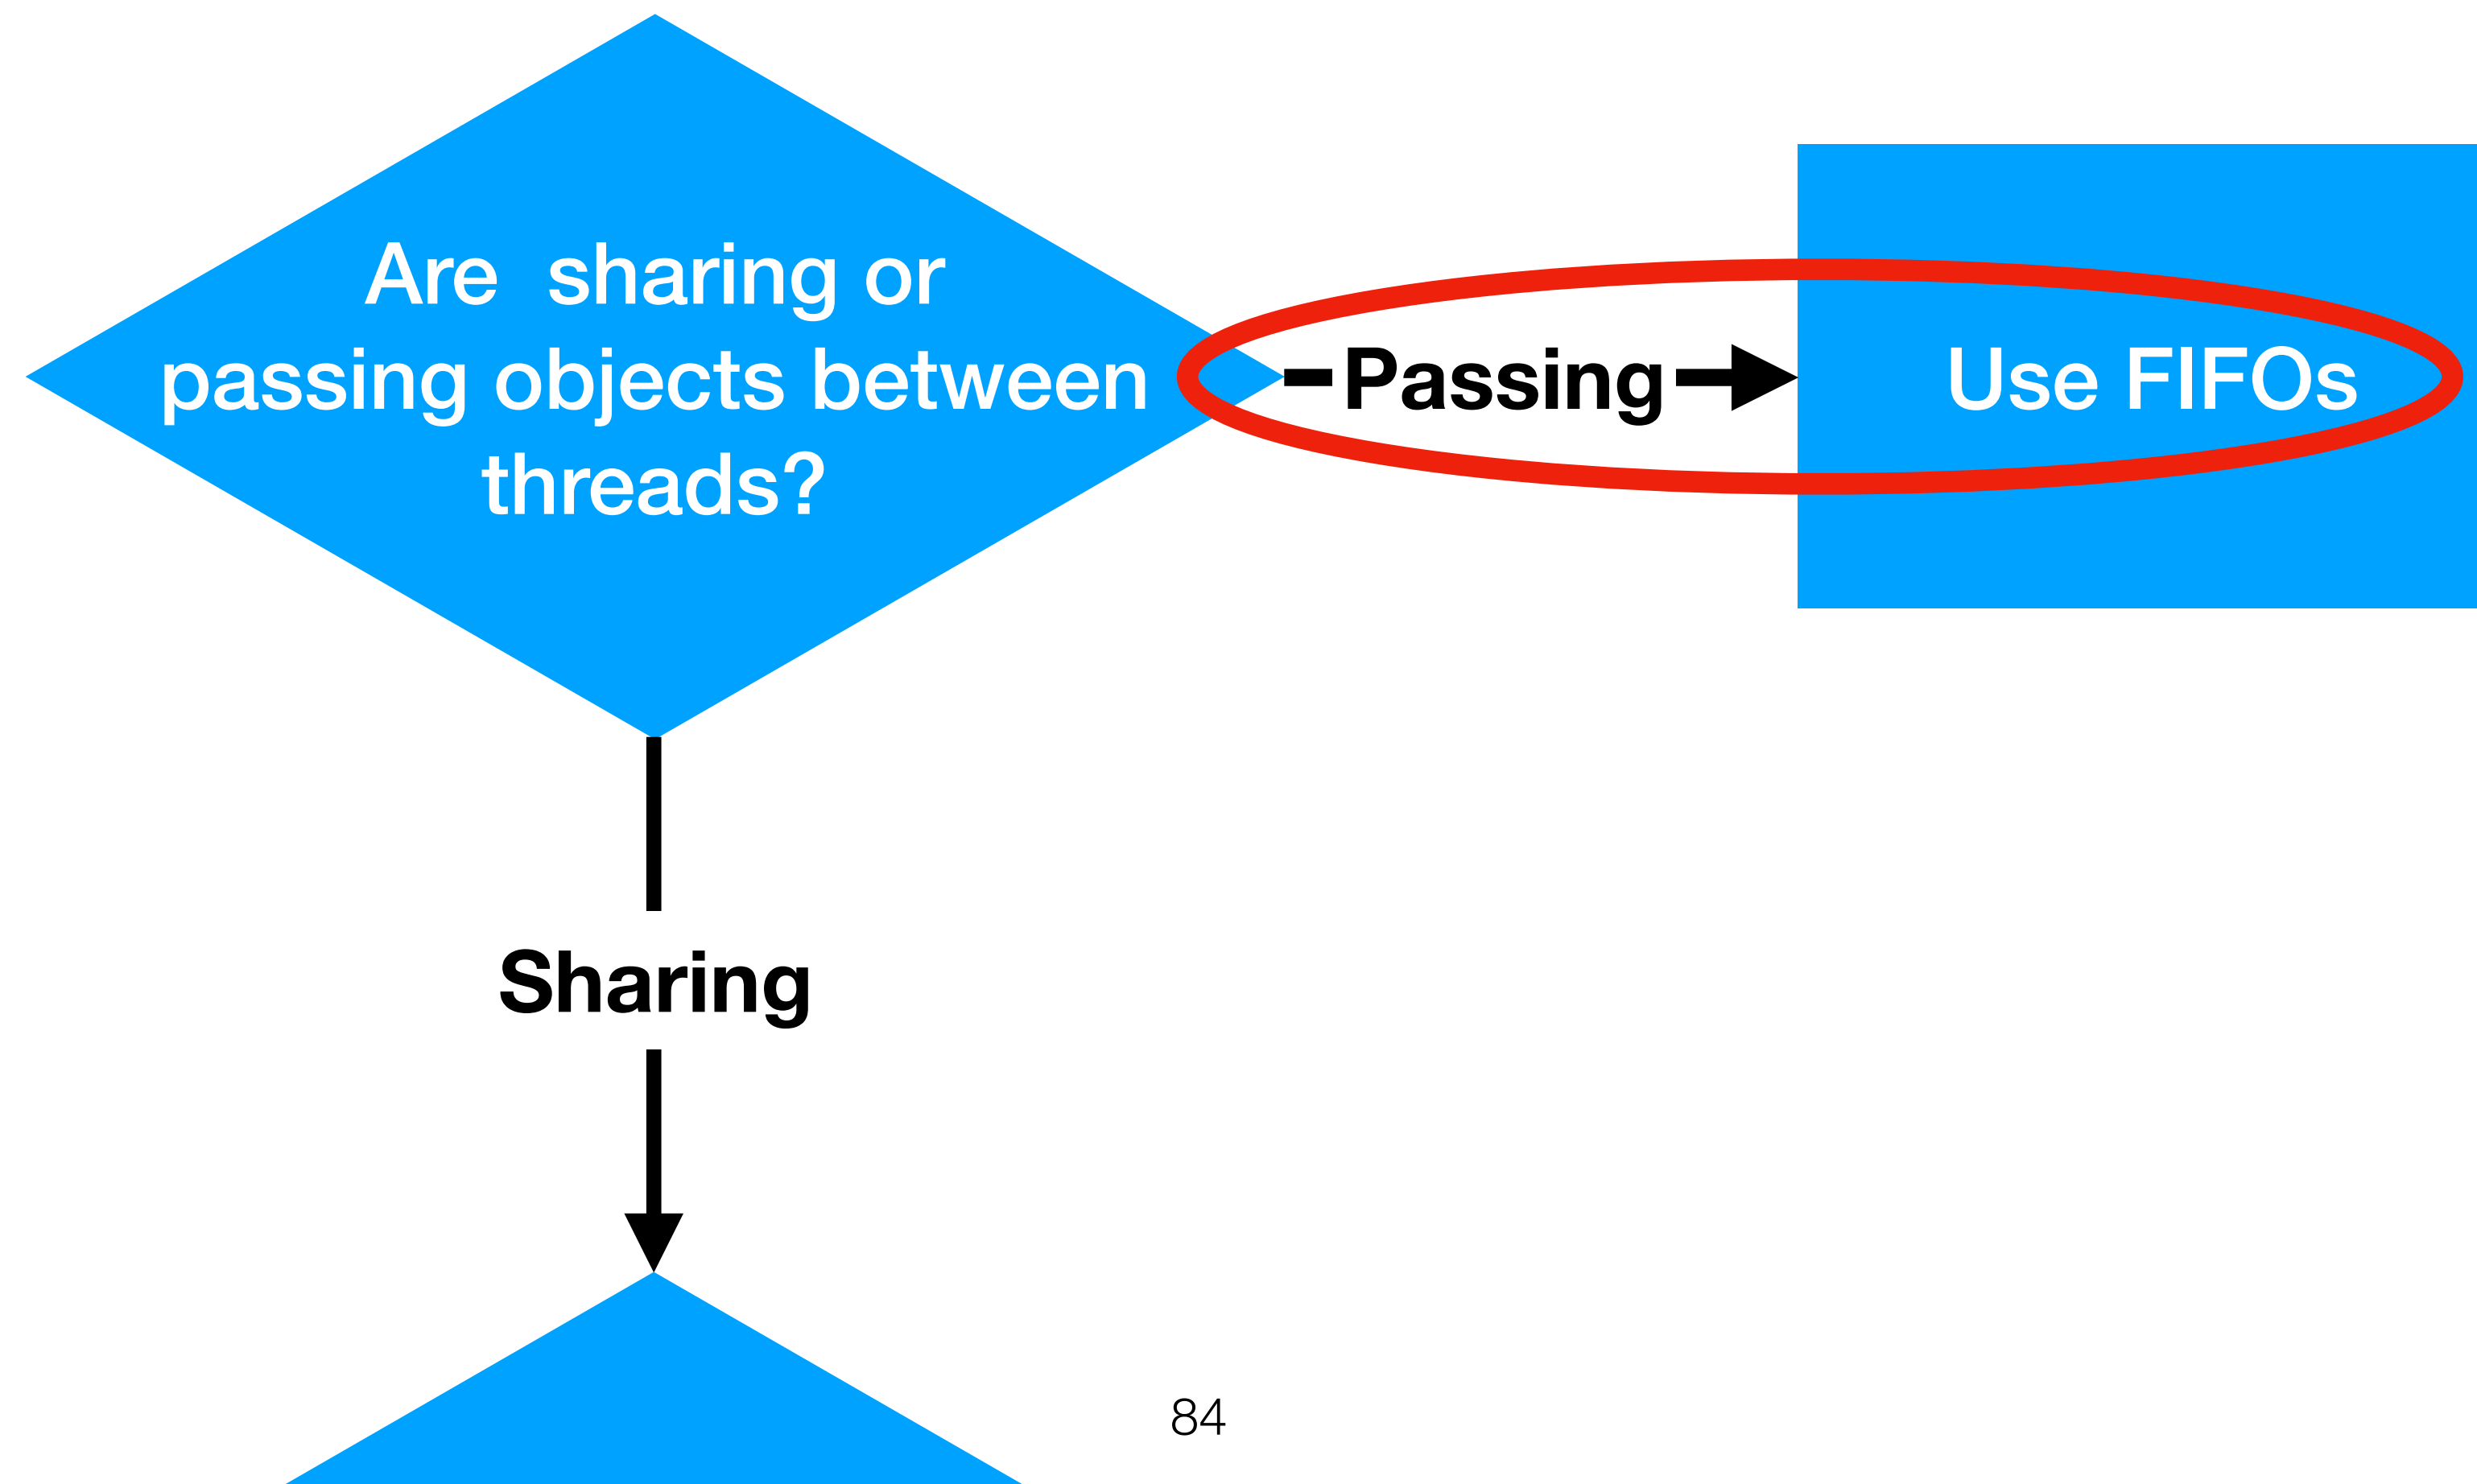 Are  sharing or
passing objects between
threads?
Passing
Use FIFOs
Sharing
84